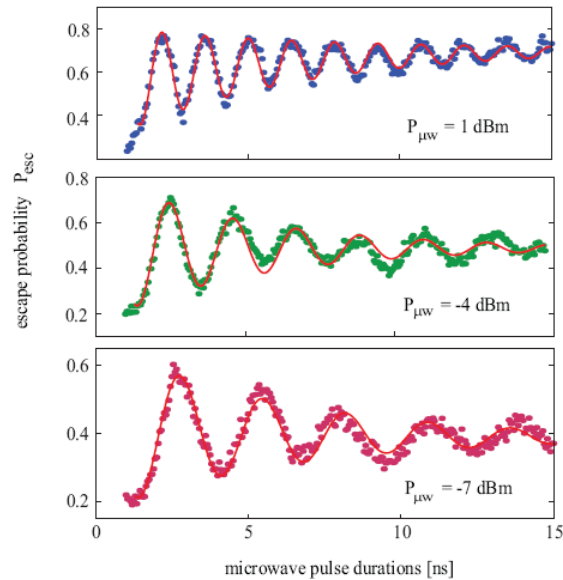 0.8
0.6
0.4
P_μw = 1 dBm
0.8
0.6
0.4
0.2
P_μw = -4 dBm
escape probability P_esc
0.6
0.4
0.2
P_μw = -7 dBm
0 5 10 15
microwave pulse durations [ns]